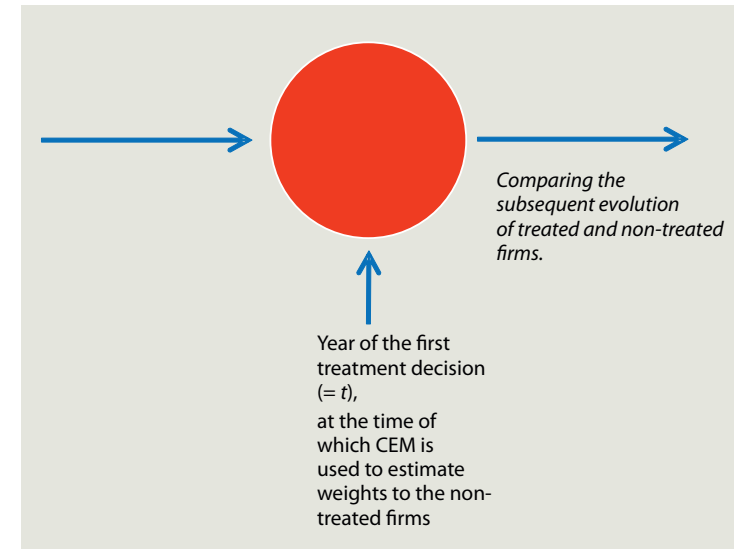 Comparing the
subsequent evolution
of treated and non-treated
firms.
Year of the first
treatment decision
(= t),
at the time of
which CEM is
used to estimate
weights to the non-
treated firms